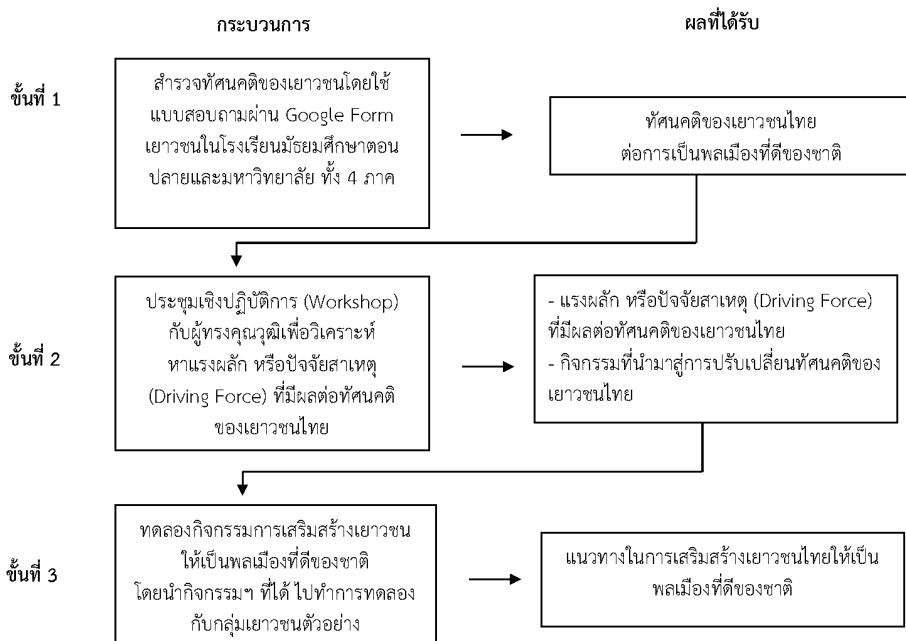 กระบวนการ
ผลที่ได้รับ
ขั้นที่ 1
สำรวจทัศนคติของเยาวชนโดยใช้
แบบสอบถามผ่าน Google Form
เยาวชนในโรงเรียนมัธยมศึกษาตอน
ปลายและมหาวิทยาลัย ทั้ง 4 ภาค
ทัศนคติของเยาวชนไทย
ต่อการเป็นพลเมืองที่ดีของชาติ
ขั้นที่ 2
ประชุมเชิงปฏิบัติการ (Workshop)
กับผู้ทรงคุณวุฒิเพื่อวิเคราะห์
หาแรงผลัก หรือปัจจัยสาเหตุ
(Driving Force) ที่มีผลต่อทัศนคติ
ของเยาวชนไทย
- แรงผลัก หรือปัจจัยสาเหตุ (Driving Force)
ที่มีผลต่อทัศนคติของเยาวชนไทย
- กิจกรรมที่นำมาสู่การปรับเปลี่ยนทัศนคติของ
เยาวชนไทย
ขั้นที่ 3
ทดลองกิจกรรมการเสริมสร้างเยาวชน
ให้เป็นพลเมืองที่ดีของชาติ
โดยนำกิจกรรมฯ ที่ได้ ไปทำการทดลอง
กับกลุ่มเยาวชนตัวอย่าง
แนวทางในการเสริมสร้างเยาวชนไทยให้เป็น
พลเมืองที่ดีของชาติ